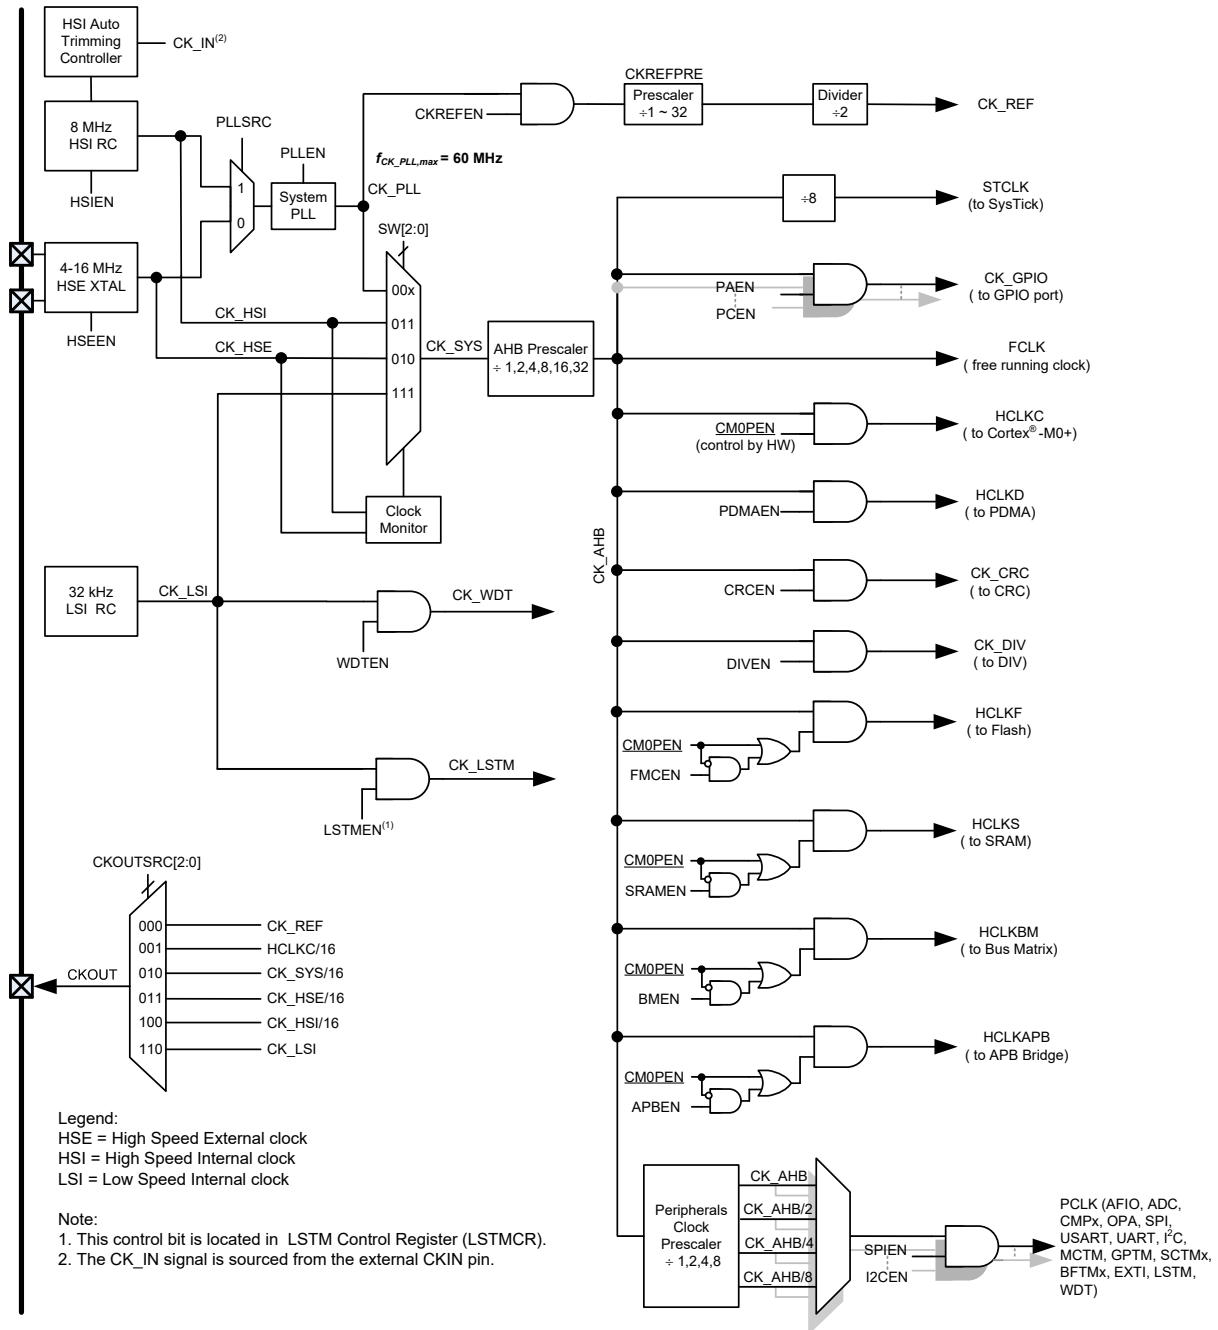 HSI Auto
Trimming
Controller
CK_IN(2)
8 MHz
HSI RC
HSIEN
PLLSRC
1
0
PLLEN
System
PLL
4-16 MHz
HSE XTAL
HSEEN
CKREFEN
CKREFPRE
Prescaler
÷1 ~ 32
Divider
÷2
CK_REF
fCK_PLL,max = 60 MHz
CK_PLL
SW[2:0]
00x
011
010
111
CK_HSI
CK_HSE
CK_SYS
AHB Prescaler
÷ 1,2,4,8,16,32
Clock
Monitor
÷8
STCLK
(to SysTick)
PAEN
PCEN
CK_GPIO
( to GPIO port)
FCLK
( free running clock)
CM0PEN
(control by HW)
HCLKC
( to Cortex®-M0+)
PDMAEN
HCLKD
( to PDMA)
CK_AHB
CRCEN
CK_CRC
( to CRC)
DIVEN
CK_DIV
( to DIV)
CM0PEN
FMCEN
HCLKF
( to Flash)
CM0PEN
SRAMEN
HCLKS
( to SRAM)
CM0PEN
BMEN
HCLKBM
( to Bus Matrix)
CM0PEN
APBEN
HCLKAPB
( to APB Bridge)
32 kHz
LSI RC
CK_LSI
WDTEN
CK_WDT
LSTMEN(1)
CK_LSTM
CKOUTSRC[2:0]
CKOUT
000 CK_REF
001 HCLKC/16
010 CK_SYS/16
011 CK_HSE/16
100 CK_HSI/16
110 CK_LSI
Legend:
HSE = High Speed External clock
HSI = High Speed Internal clock
LSI = Low Speed Internal clock
Note:
1. This control bit is located in LSTM Control Register (LSTMCR).
2. The CK_IN signal is sourced from the external CKIN pin.
Peripherals
Clock
Prescaler
÷ 1,2,4,8
CK_AHB
CK_AHB/2
CK_AHB/4
CK_AHB/8
SPIEN
I2CEN
PCLK (AFIO, ADC,
CMPx, OPA, SPI,
USART, UART, I²C,
MCTM, GPTM, SCTMx,
BFTMx, EXTI, LSTM,
WDT)